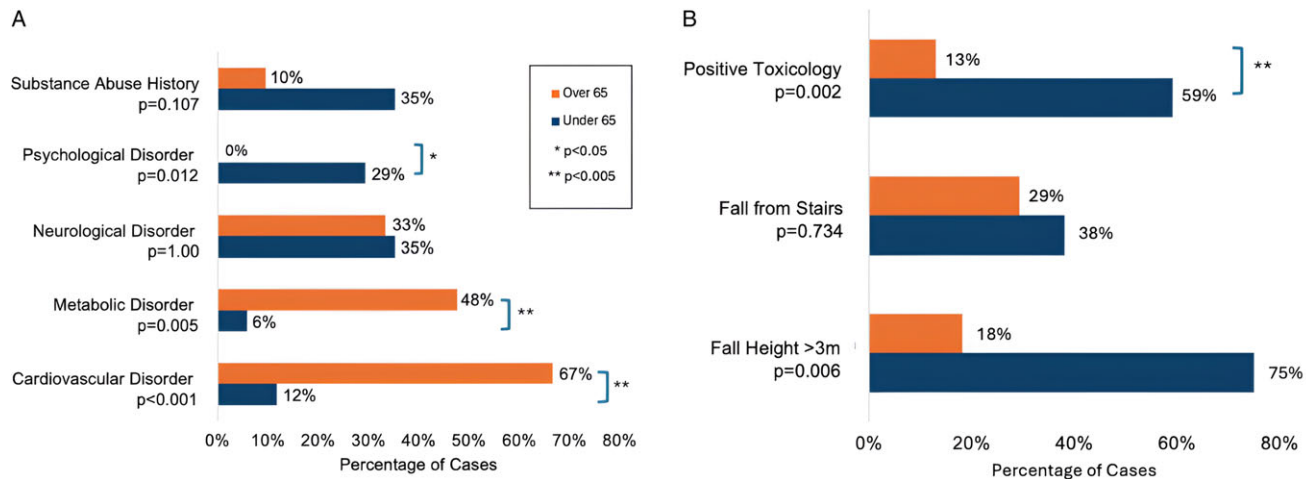 A
Substance Abuse History
p=0.107
10%
35%
Psychological Disorder
p=0.012
0%
29%
*
Neurological Disorder
p=1.00
33%
35%
Metabolic Disorder
p=0.005
48%
6%
**
Cardiovascular Disorder
p<0.001
67%
12%
**
0% 10% 20% 30% 40% 50% 60% 70% 80%
Percentage of Cases
Over 65
Under 65
* p<0.05
** p<0.005
B
Positive Toxicology
p=0.002
13%
59%
**
Fall from Stairs
p=0.734
29%
38%
Fall Height >3m
p=0.006
18%
75%
0% 20% 40% 60% 80%
Percentage of Cases